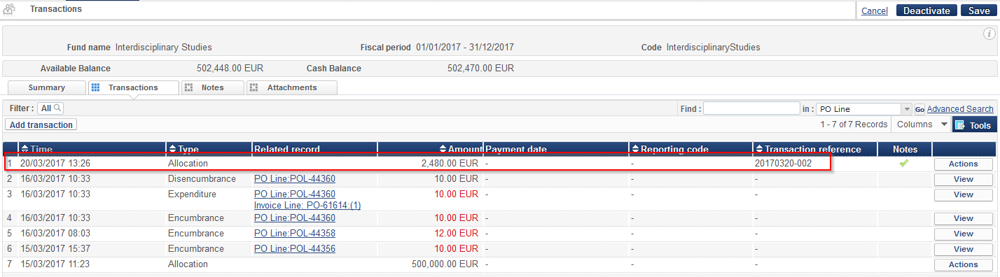 Transactions Cancel Deactivate Save
Fund name Interdisciplinary Studies Fiscal period 01/01/2017 - 31/12/2017 Code InterdisciplinaryStudies
Available Balance 502,448.00 EUR Cash Balance 502,470.00 EUR
Summary Transactions Notes Attachments
Filter : All Find : in : PO Line Go Advanced Search
Add transaction 1 - 7 of 7 Records Columns Tools
Time Type Related record Amount Payment date Reporting code Transaction reference Notes
1 20/03/2017 13:26 Allocation 2,480.00 EUR - - 20170320-002 Actions
2 16/03/2017 10:33 Disencumbrance PO Line:POL-44360 10.00 EUR - - - View
3 16/03/2017 10:33 Expenditure PO Line:POL-44360 10.00 EUR - - - View
Invoice Line: PO-61614:(1)
4 16/03/2017 10:33 Encumbrance PO Line:POL-44360 10.00 EUR - - - View
5 16/03/2017 08:03 Encumbrance PO Line:POL-44358 12.00 EUR - - - View
6 15/03/2017 15:37 Encumbrance PO Line:POL-44356 10.00 EUR - - - View
7 15/03/2017 11:23 Allocation 500,000.00 EUR - - - Actions